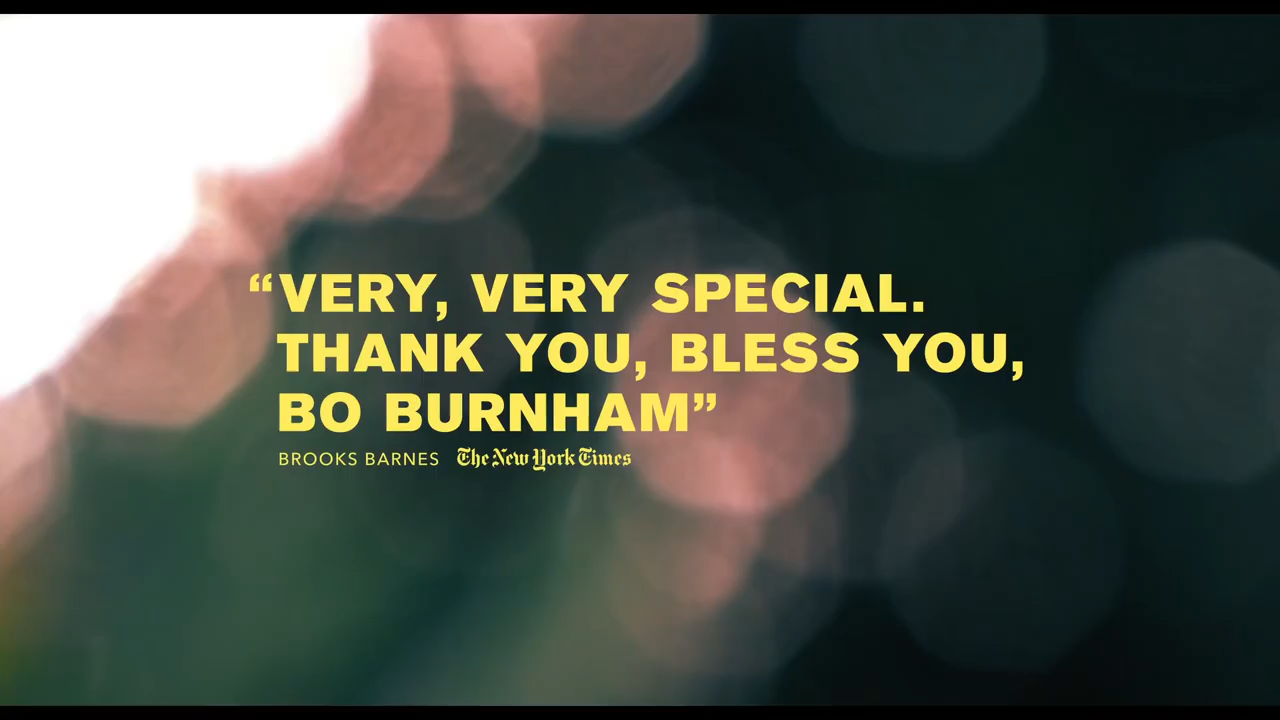 “VERY, VERY SPECIAL.
THANK YOU, BLESS YOU,
BO BURNHAM”
BROOKS BARNES The New York Times